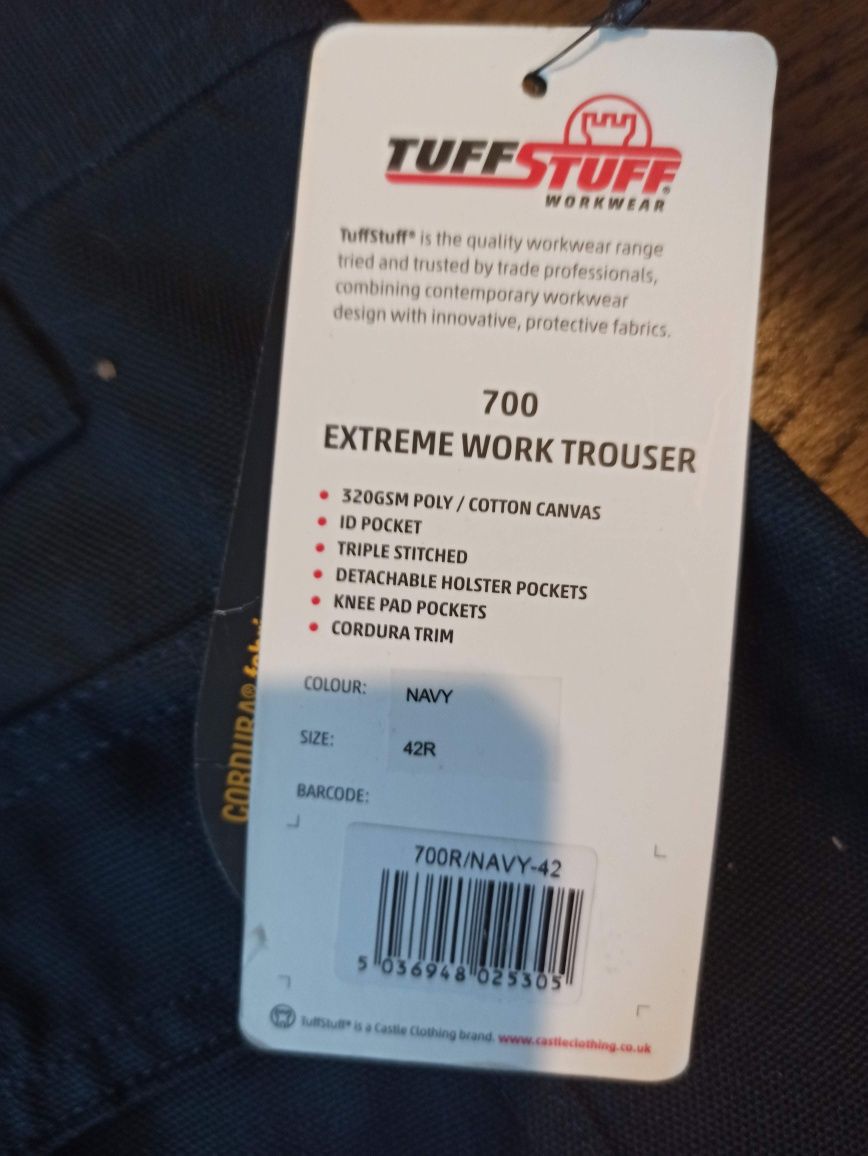 TUFFSTUFF®
WORKWEAR
TuffStuff® is the quality workwear range
tried and trusted by trade professionals,
combining contemporary workwear
design with innovative, protective fabrics.
700
EXTREME WORK TROUSER
• 320GSM POLY / COTTON CANVAS
• ID POCKET
• TRIPLE STITCHED
• DETACHABLE HOLSTER POCKETS
• KNEE PAD POCKETS
• CORDURA TRIM
COLOUR: NAVY
SIZE: 42R
BARCODE:
700R/NAVY-42
5 036948 025305
TuffStuff® is a Castle Clothing brand. www.castleclothing.co.uk
CORDURA®